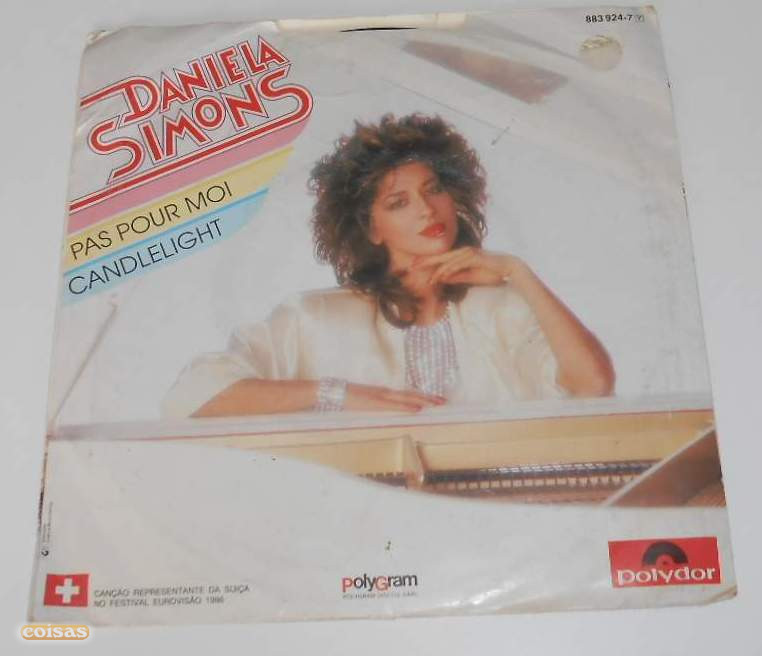 883 924-7
DANIELA
SIMONS
PAS POUR MOI
CANDLELIGHT
CANÇÃO REPRESENTANTE DA SUIÇA
NO FESTIVAL EUROVISÃO 1986
PolyGram
polydor
coisas